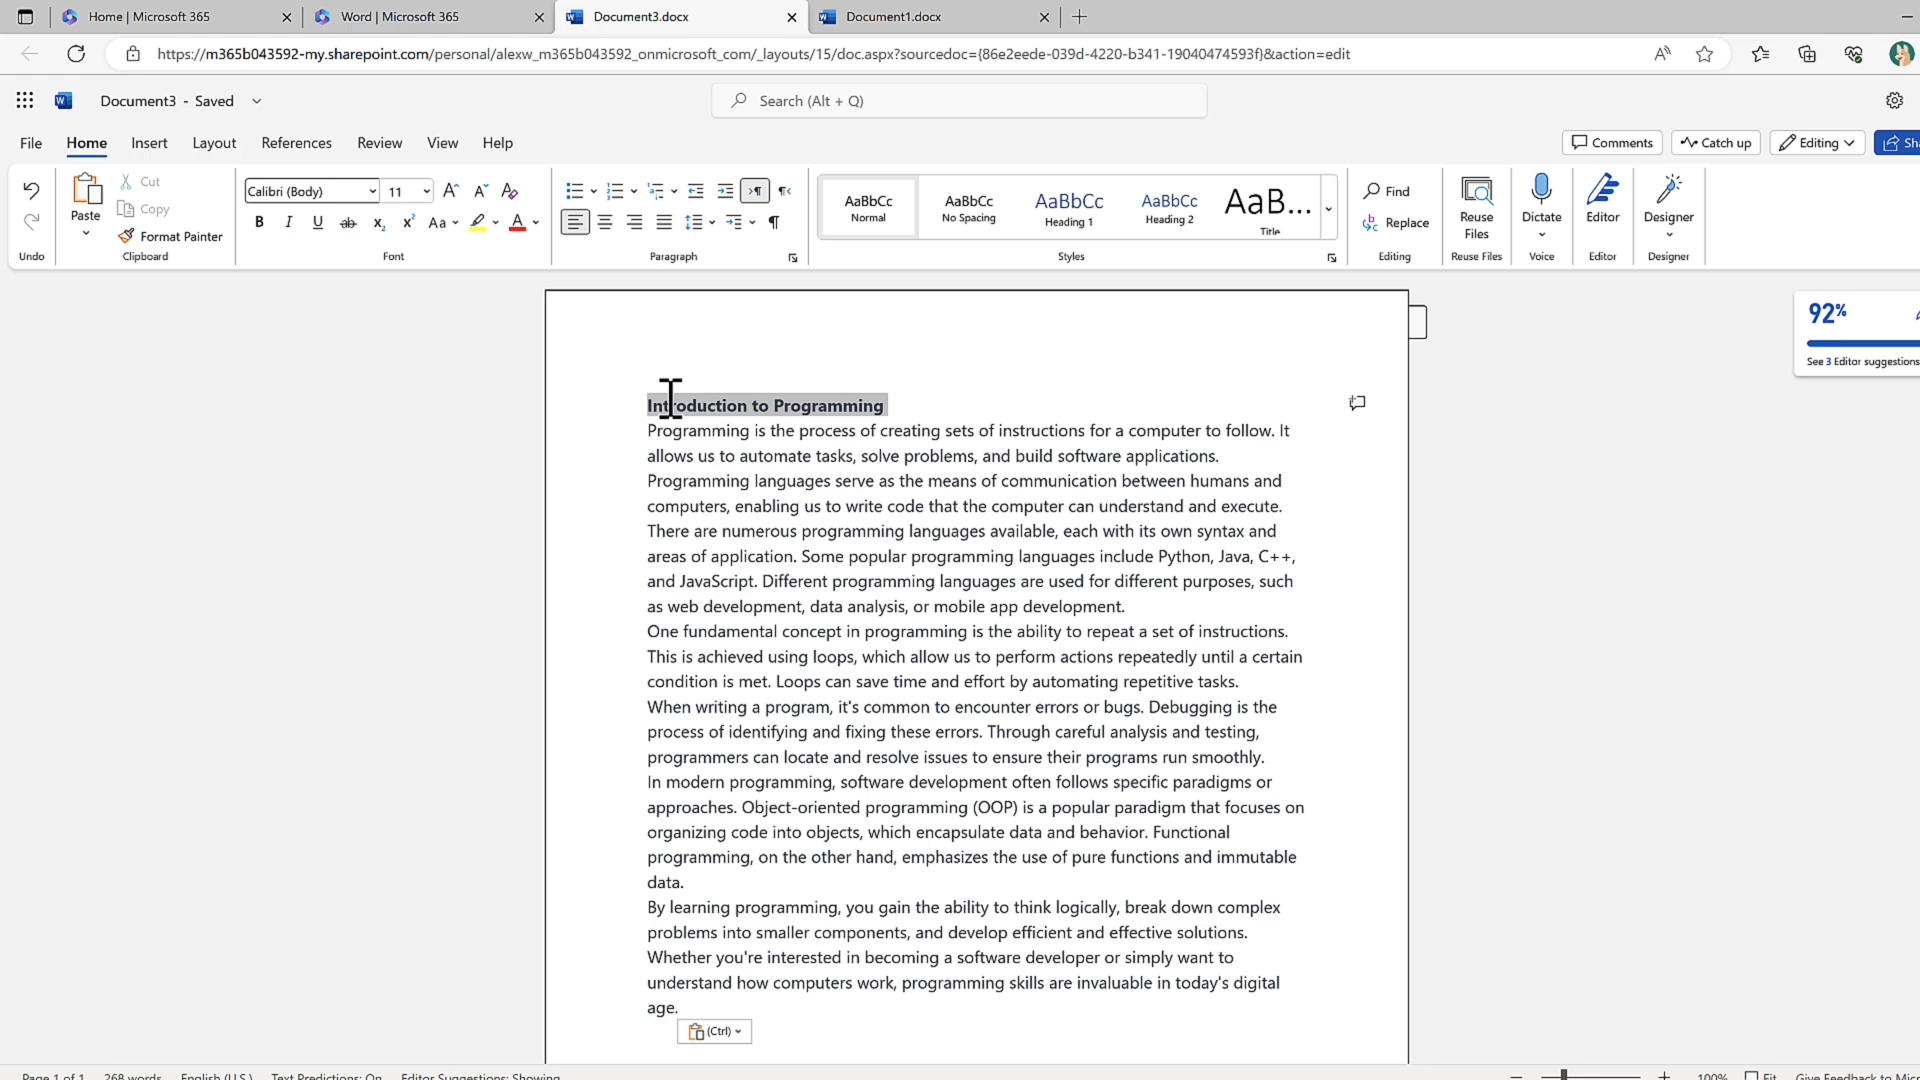 Home | Microsoft 365
Word | Microsoft 365
Document3.docx
Document1.docx
https://m365b043592-my.sharepoint.com/personal/alexw_m365b043592_onmicrosoft_com/_layouts/15/doc.aspx?sourcedoc={86e2eede-039d-4220-b341-19040474593f}&action=edit
Document3 - Saved
Search (Alt + Q)
File Home Insert Layout References Review View Help
Comments Catch up Editing Sha
Paste
Cut
Copy
Format Painter
Calibri (Body) 11
AaBbCc Normal
AaBbCc No Spacing
AaBbCc Heading 1
AaBbCc Heading 2
AaB... Title
Find
Replace
Reuse Files
Dictate
Editor
Designer
Undo Clipboard Font Paragraph Styles Editing Reuse Files Voice Editor Designer
92%
See 3 Editor suggestions
Introduction to Programming
Programming is the process of creating sets of instructions for a computer to follow. It
allows us to automate tasks, solve problems, and build software applications.
Programming languages serve as the means of communication between humans and
computers, enabling us to write code that the computer can understand and execute.
There are numerous programming languages available, each with its own syntax and
areas of application. Some popular programming languages include Python, Java, C++,
and JavaScript. Different programming languages are used for different purposes, such
as web development, data analysis, or mobile app development.
One fundamental concept in programming is the ability to repeat a set of instructions.
This is achieved using loops, which allow us to perform actions repeatedly until a certain
condition is met. Loops can save time and effort by automating repetitive tasks.
When writing a program, it's common to encounter errors or bugs. Debugging is the
process of identifying and fixing these errors. Through careful analysis and testing,
programmers can locate and resolve issues to ensure their programs run smoothly.
In modern programming, software development often follows specific paradigms or
approaches. Object-oriented programming (OOP) is a popular paradigm that focuses on
organizing code into objects, which encapsulate data and behavior. Functional
programming, on the other hand, emphasizes the use of pure functions and immutable
data.
By learning programming, you gain the ability to think logically, break down complex
problems into smaller components, and develop efficient and effective solutions.
Whether you're interested in becoming a software developer or simply want to
understand how computers work, programming skills are invaluable in today's digital
age.
(Ctrl)
Page 1 of 1 268 words English (U.S.) Text Predictions: On Editor Suggestions: Showing 100% Fit Give Feedback to Micr